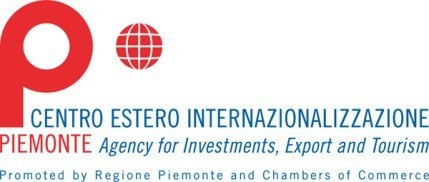 CENTRO ESTERO INTERNAZIONALIZZAZIONE
PIEMONTE Agency for Investments, Export and Tourism
Promoted by Regione Piemonte and Chambers of Commerce